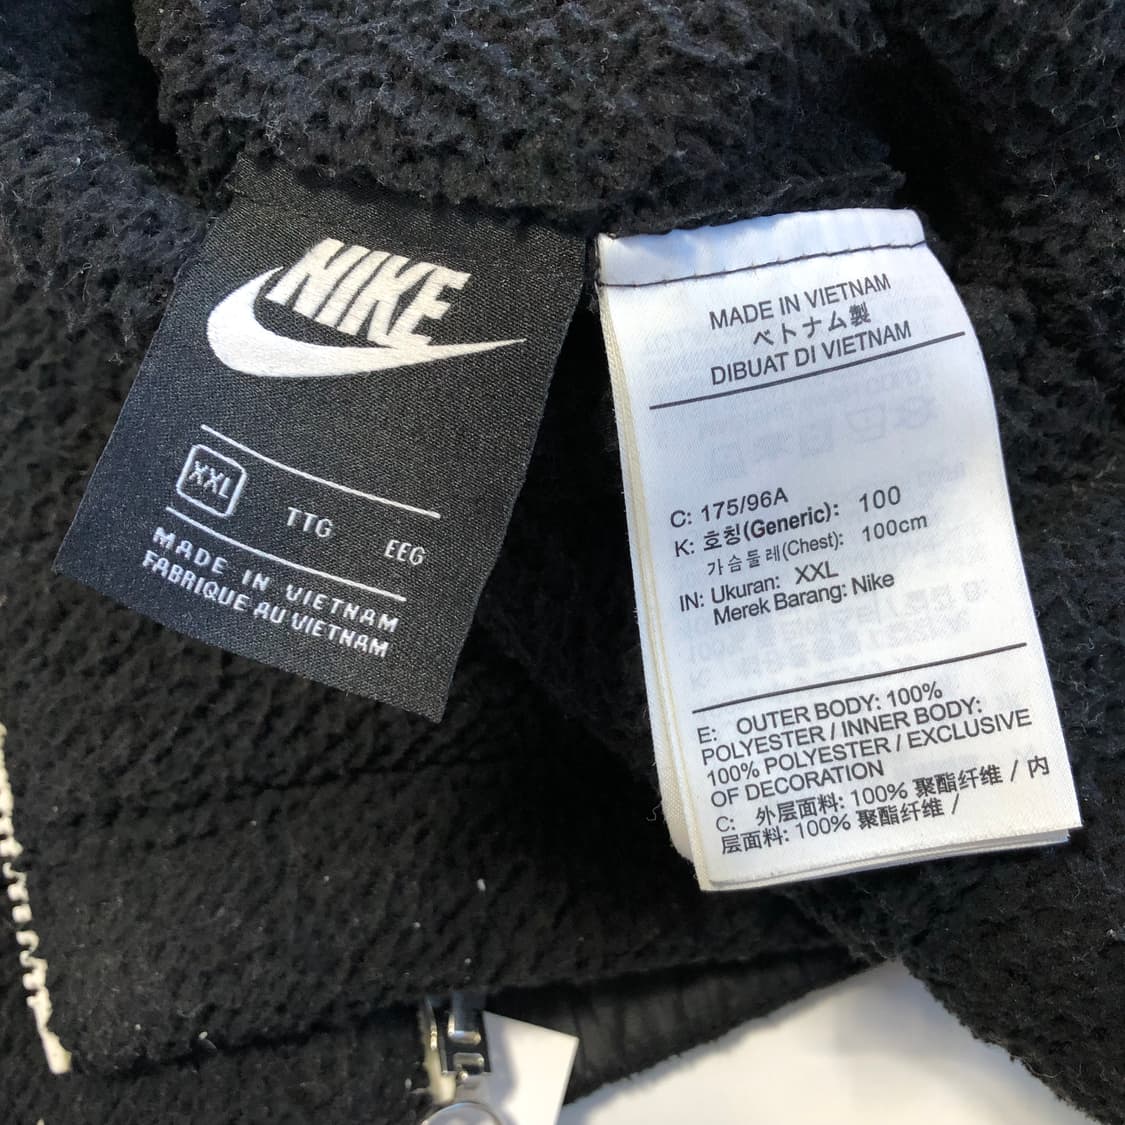 NIKE
XXL TTG EEG
MADE IN VIETNAM
FABRIQUE AU VIETNAM
MADE IN VIETNAM
ベトナム製
DIBUAT DI VIETNAM
C: 175/96A
K: 호칭(Generic): 100
가슴둘레(Chest): 100cm
IN: Ukuran: XXL
Merek Barang: Nike
E: OUTER BODY: 100%
POLYESTER / INNER BODY:
100% POLYESTER / EXCLUSIVE
OF DECORATION
C: 外层面料: 100% 聚酯纤维 / 内
层面料: 100% 聚酯纤维 /